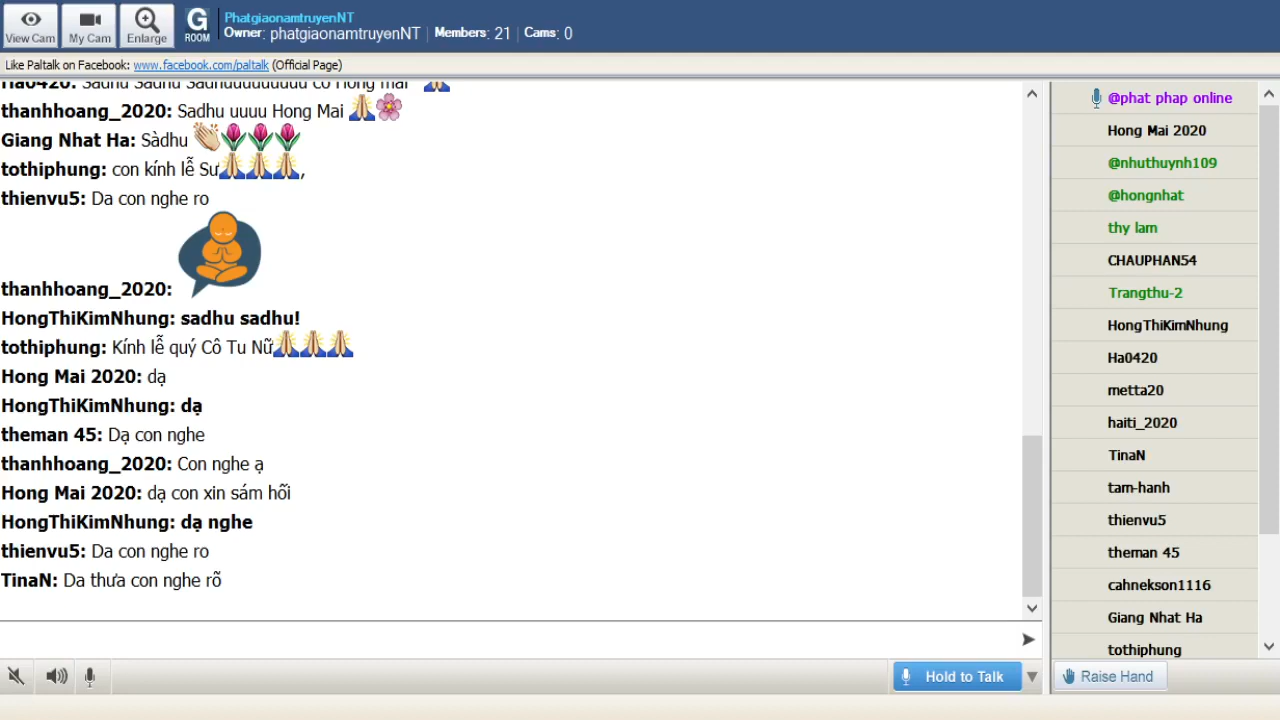 View Cam
My Cam
Enlarge
G
ROOM
PhatgiaonamtruyenNT
Owner: phatgiaonamtruyenNT | Members: 21 | Cams: 0
Like Paltalk on Facebook: www.facebook.com/paltalk (Official Page)
Ha0420: Sadhu Sadhu Sadhuuuuuuuuu cô Hong mai
thanhhoang_2020: Sadhu uuuu Hong Mai 🙏🌸
Giang Nhat Ha: Sàdhu 👏🌷🌷🌷
tothiphung: con kính lễ Sư🙏🙏🙏,
thienvu5: Da con nghe ro
thanhhoang_2020:
HongThiKimNhung: sadhu sadhu!
tothiphung: Kính lễ quý Cô Tu Nữ🙏🙏🙏
Hong Mai 2020: dạ
HongThiKimNhung: dạ
theman 45: Dạ con nghe
thanhhoang_2020: Con nghe ạ
Hong Mai 2020: dạ con xin sám hối
HongThiKimNhung: dạ nghe
thienvu5: Da con nghe ro
TinaN: Da thưa con nghe rõ
Hold to Talk
@phat phap online
Hong Mai 2020
@nhuthuynh109
@hongnhat
thy lam
CHAUPHAN54
Trangthu-2
HongThiKimNhung
Ha0420
metta20
haiti_2020
TinaN
tam-hanh
thienvu5
theman 45
cahnekson1116
Giang Nhat Ha
tothiphung
Raise Hand